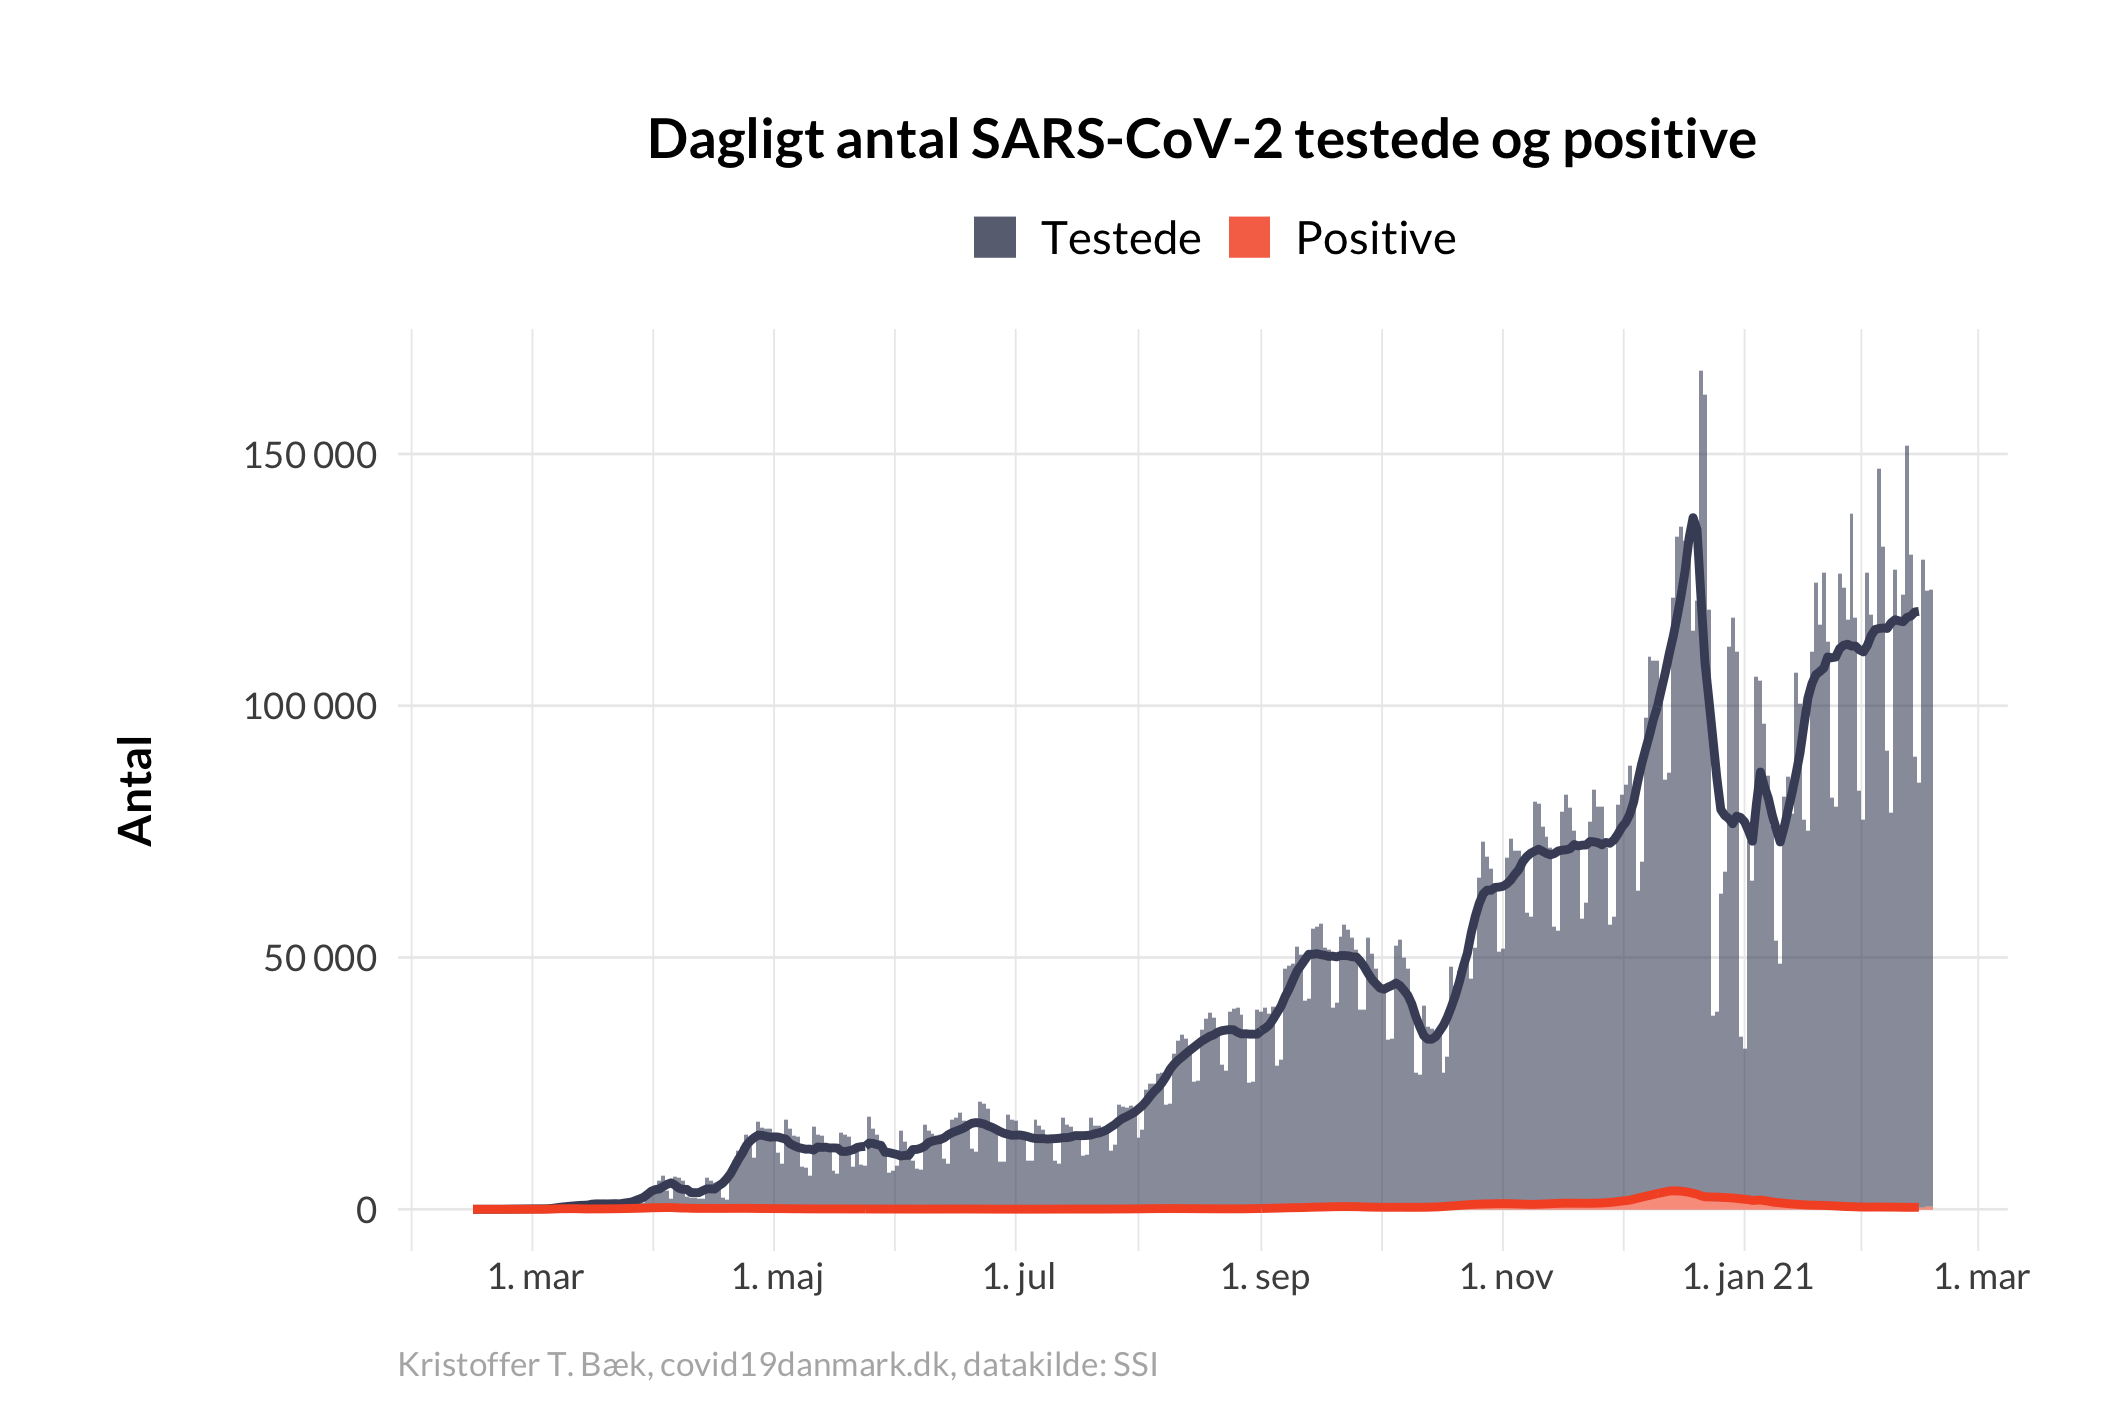 Dagligt antal SARS-CoV-2 testede og positive
Testede Positive
Antal
150 000
100 000
50 000
0
1. mar 1. maj 1. jul 1. sep 1. nov 1. jan 21 1. mar
Kristoffer T. Bæk, covid19danmark.dk, datakilde: SSI